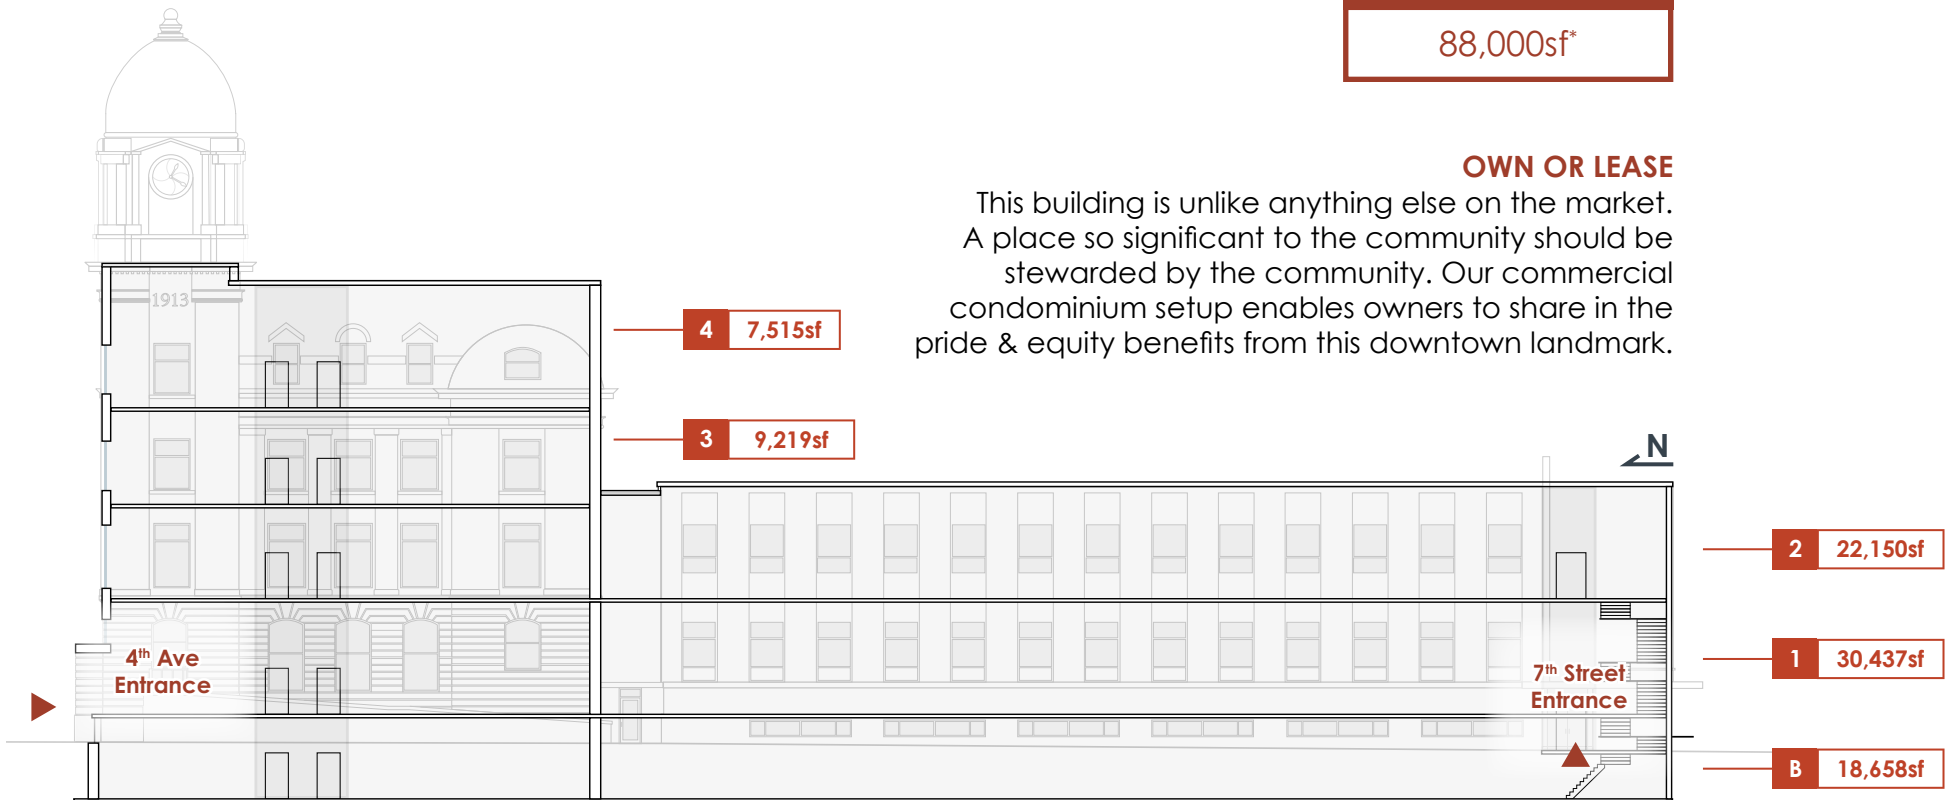 88,000sf*
OWN OR LEASE
This building is unlike anything else on the market.
A place so significant to the community should be
stewarded by the community. Our commercial
condominium setup enables owners to share in the
pride & equity benefits from this downtown landmark.
1913
4 7,515sf
3 9,219sf
N
2 22,150sf
4th Ave
Entrance
7th Street
Entrance
1 30,437sf
B 18,658sf